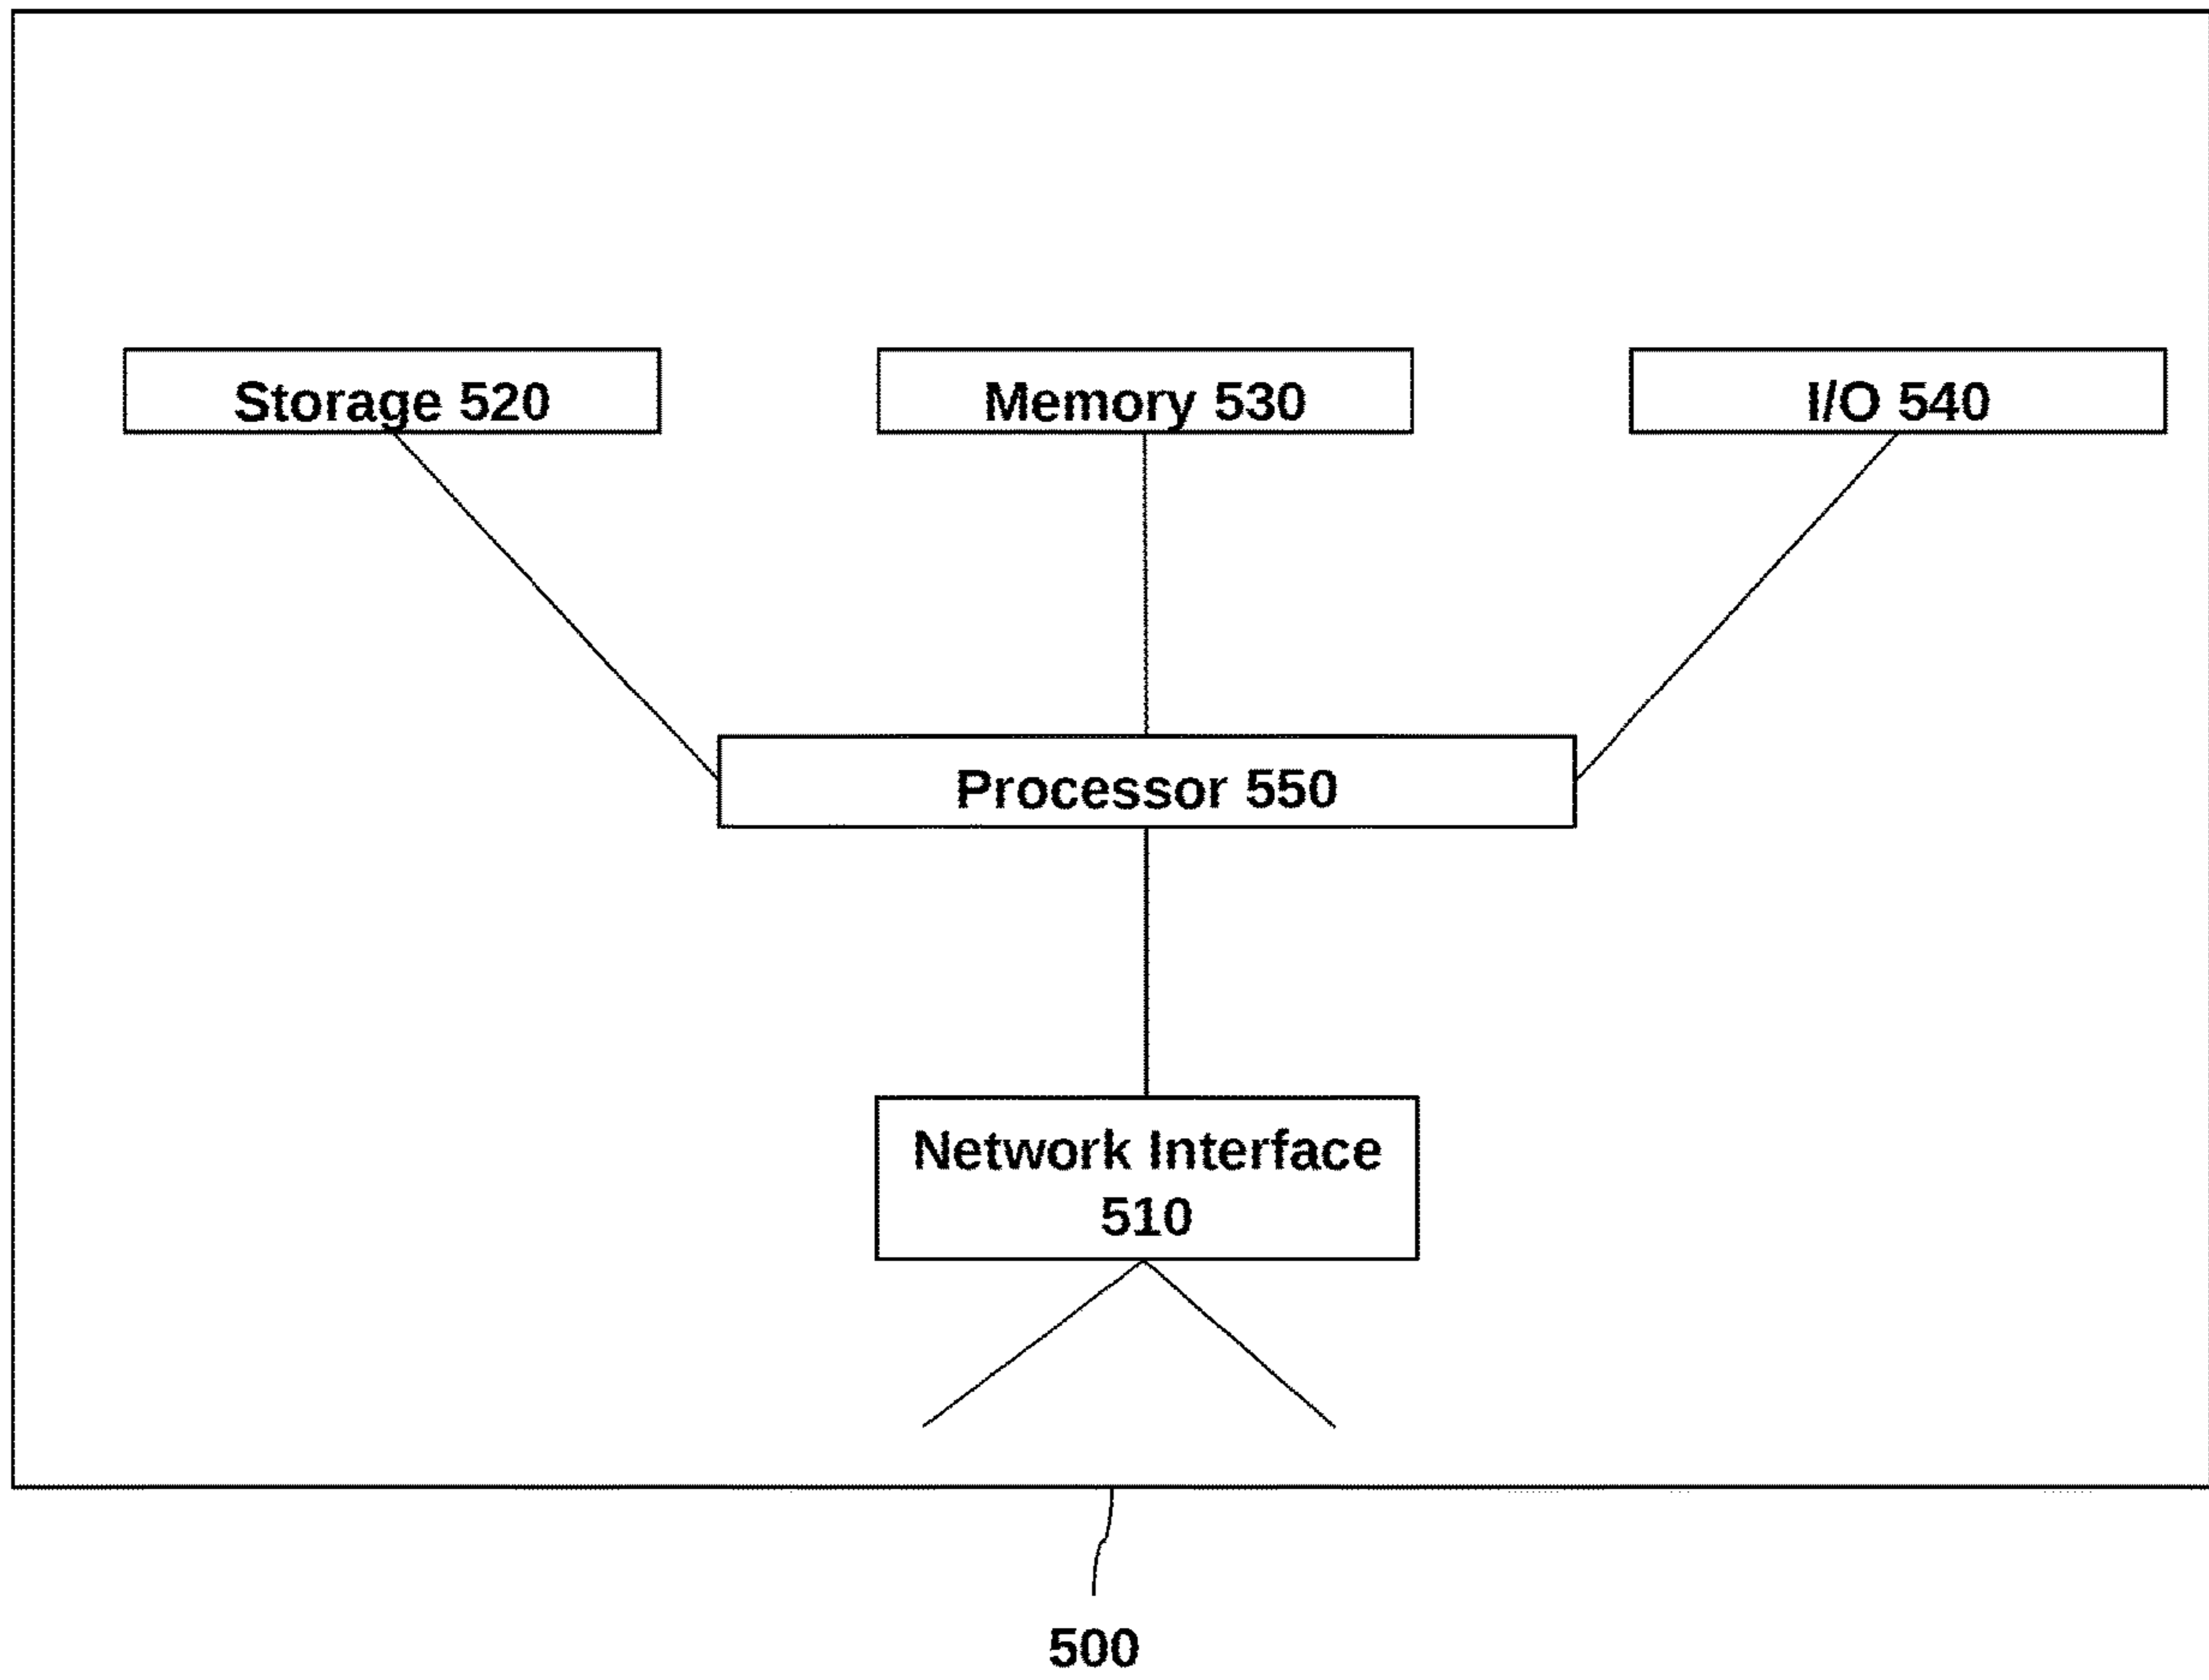 Storage 520
Memory 530
I/O 540
Processor 550
Network Interface
510
500